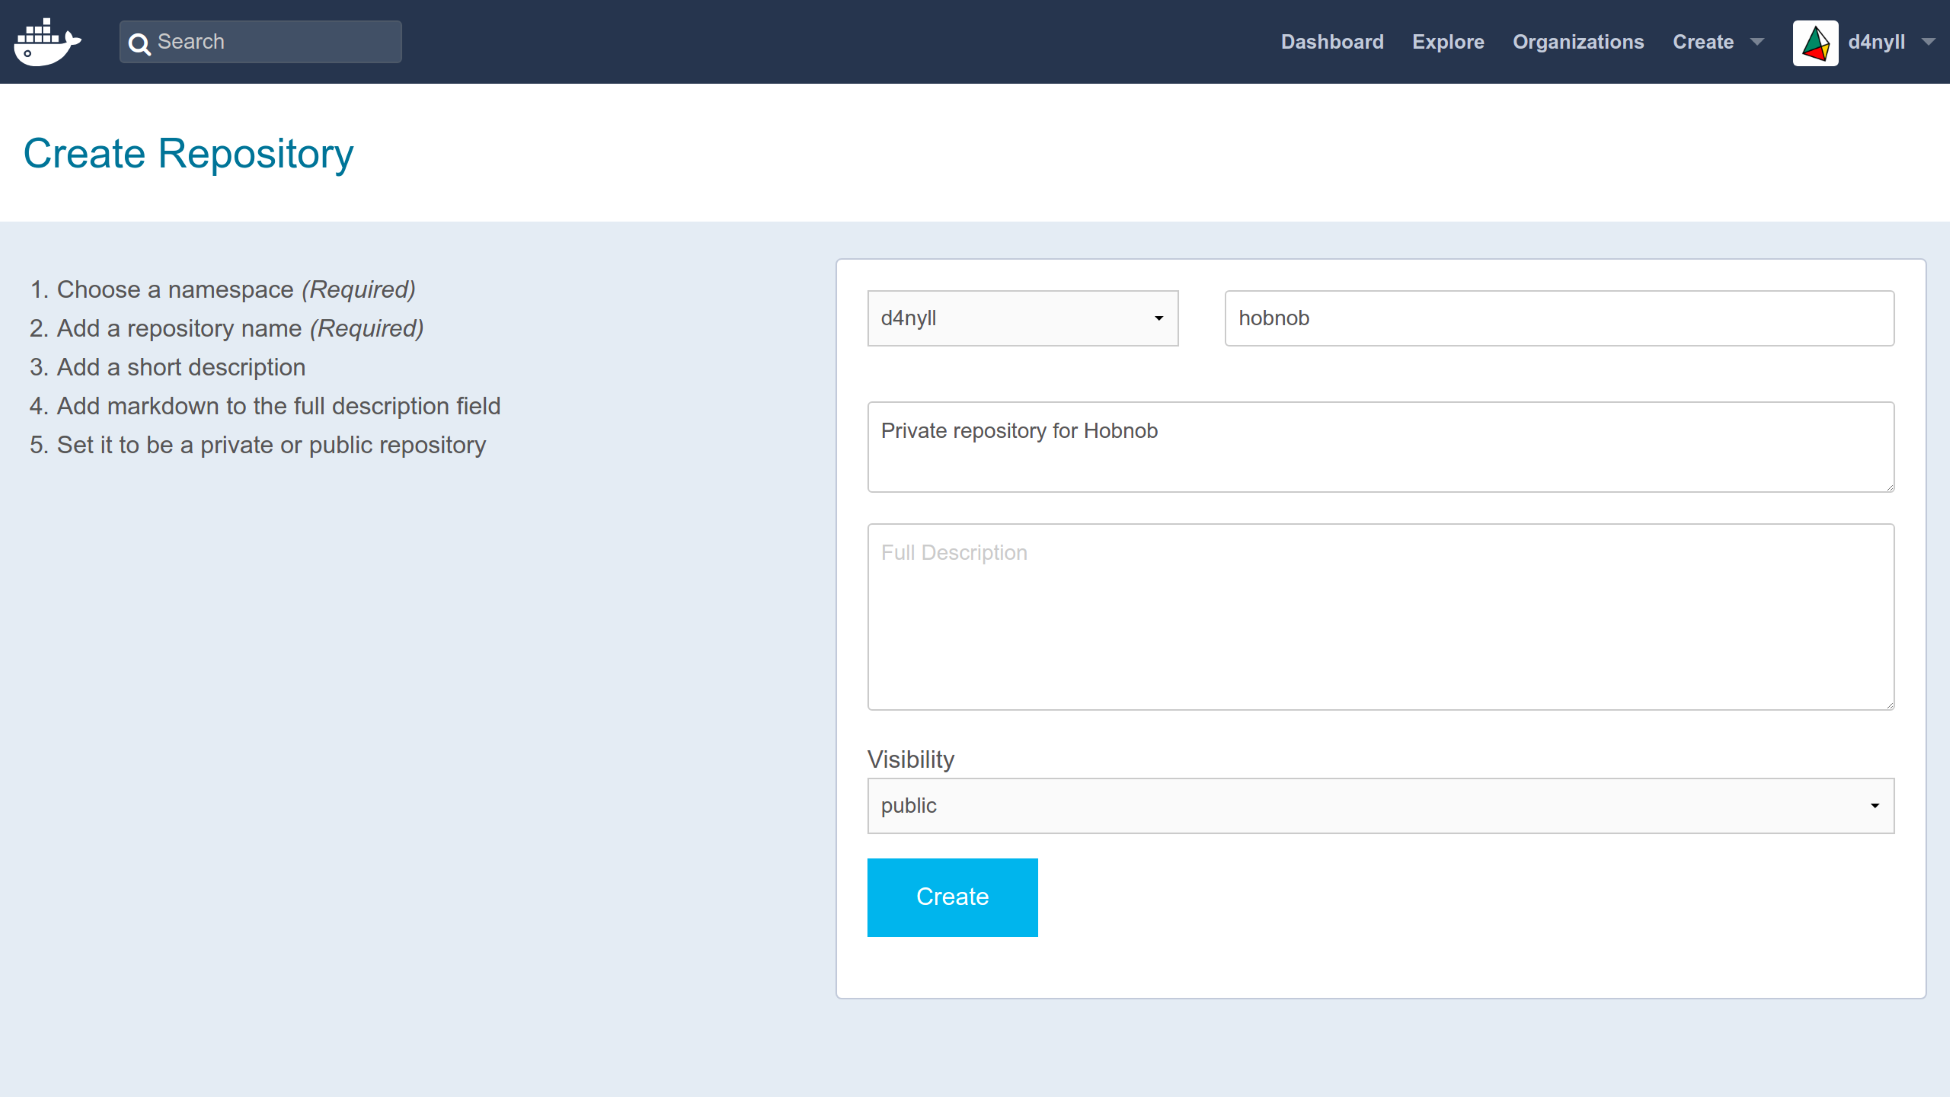 Search
Dashboard Explore Organizations Create d4nyll
Create Repository
1. Choose a namespace (Required)
2. Add a repository name (Required)
3. Add a short description
4. Add markdown to the full description field
5. Set it to be a private or public repository
d4nyll hobnob
Private repository for Hobnob
Full Description
Visibility
public
Create